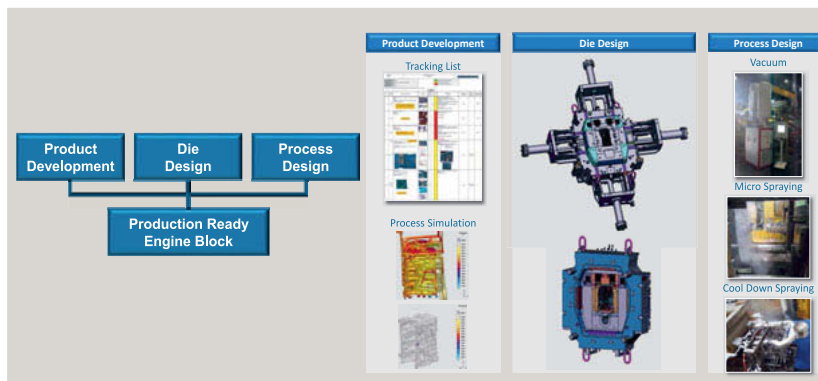 Product
Development
Die
Design
Process
Design
Production Ready
Engine Block
Product Development
Tracking List
Process Simulation
Die Design
Process Design
Vacuum
Micro Spraying
Cool Down Spraying